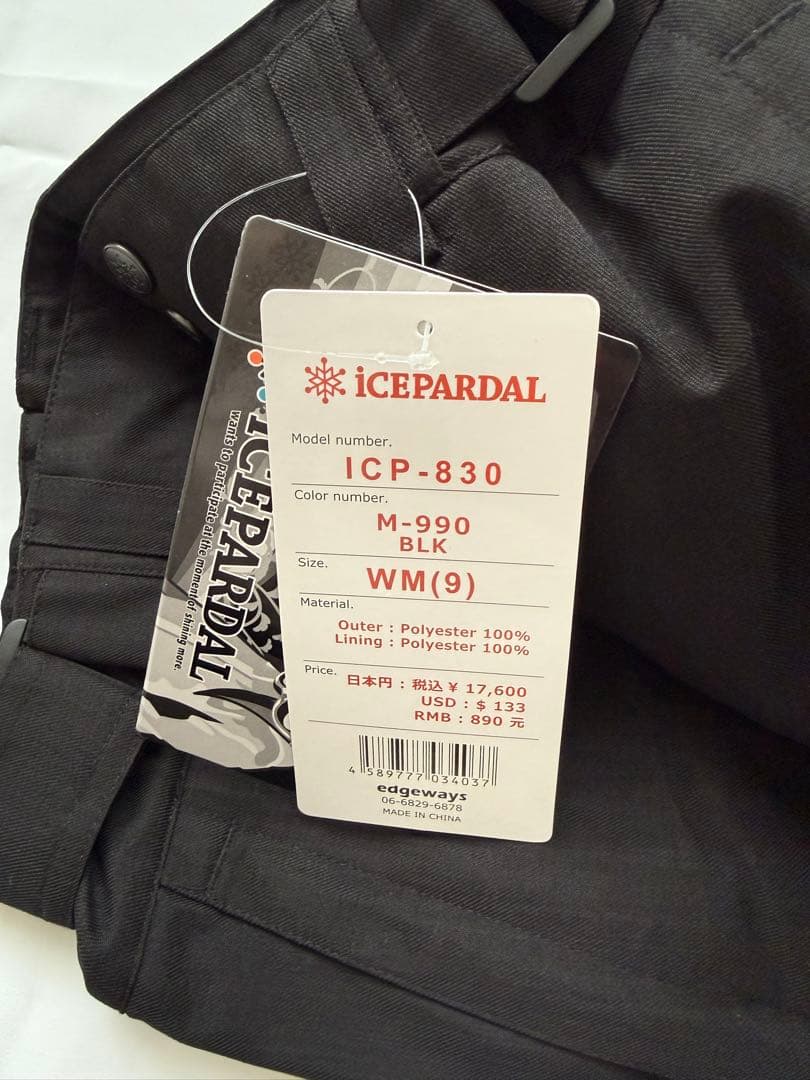 iCEPARDAL
Model number.
ICP-830
Color number.
M-990
BLK
Size.
WM(9)
Material.
Outer : Polyester 100%
Lining : Polyester 100%
Price.
日本円 : 税込 ¥ 17,600
USD : $ 133
RMB : 890 元
4 589777 034037
edgeways
06-6829-6878
MADE IN CHINA
iCEPARDAL
wants to participate at the moment of shining more.